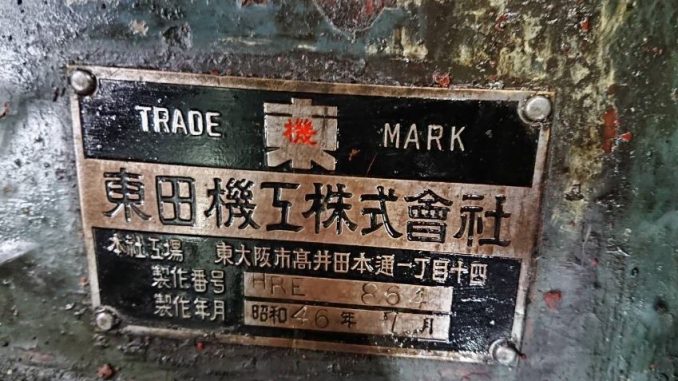 TRADE 東 機 MARK
東田機工株式會社
本社工場 東大阪市高井田本通一丁目十四
製作番号 HRE 864
製作年月 昭和46年7月